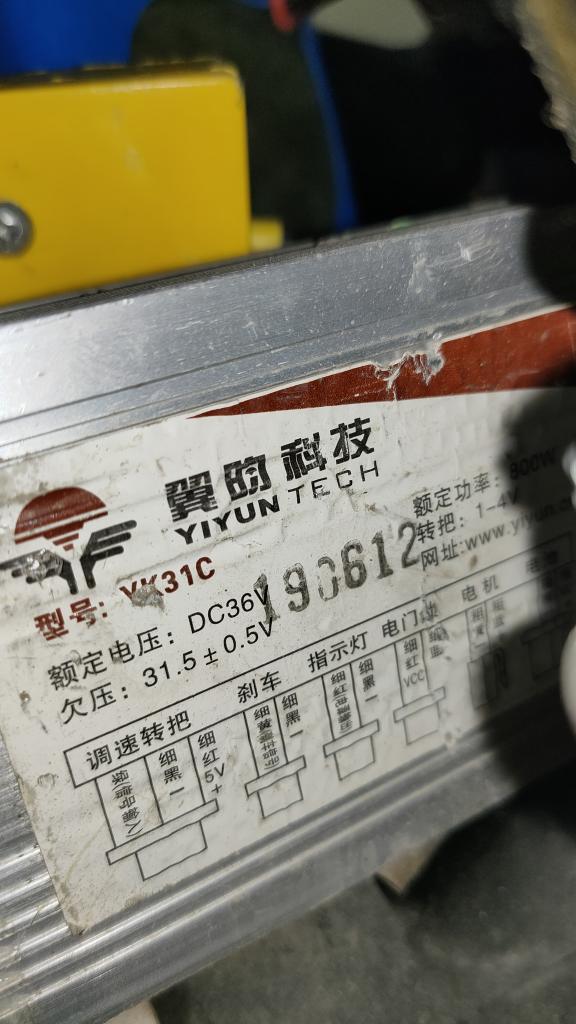 翼昀科技
YIYUN TECH
型号: YK31C
190612
额定电压: DC36V
欠压: 31.5±0.5V
额定功率: 800W
转把: 1-4V
网址:www.yiyun.c
调速转把
刹车
指示灯
电门锁
电机
细黑 -
细红 5V +
细黑 -
细黑 -
细红 VCC